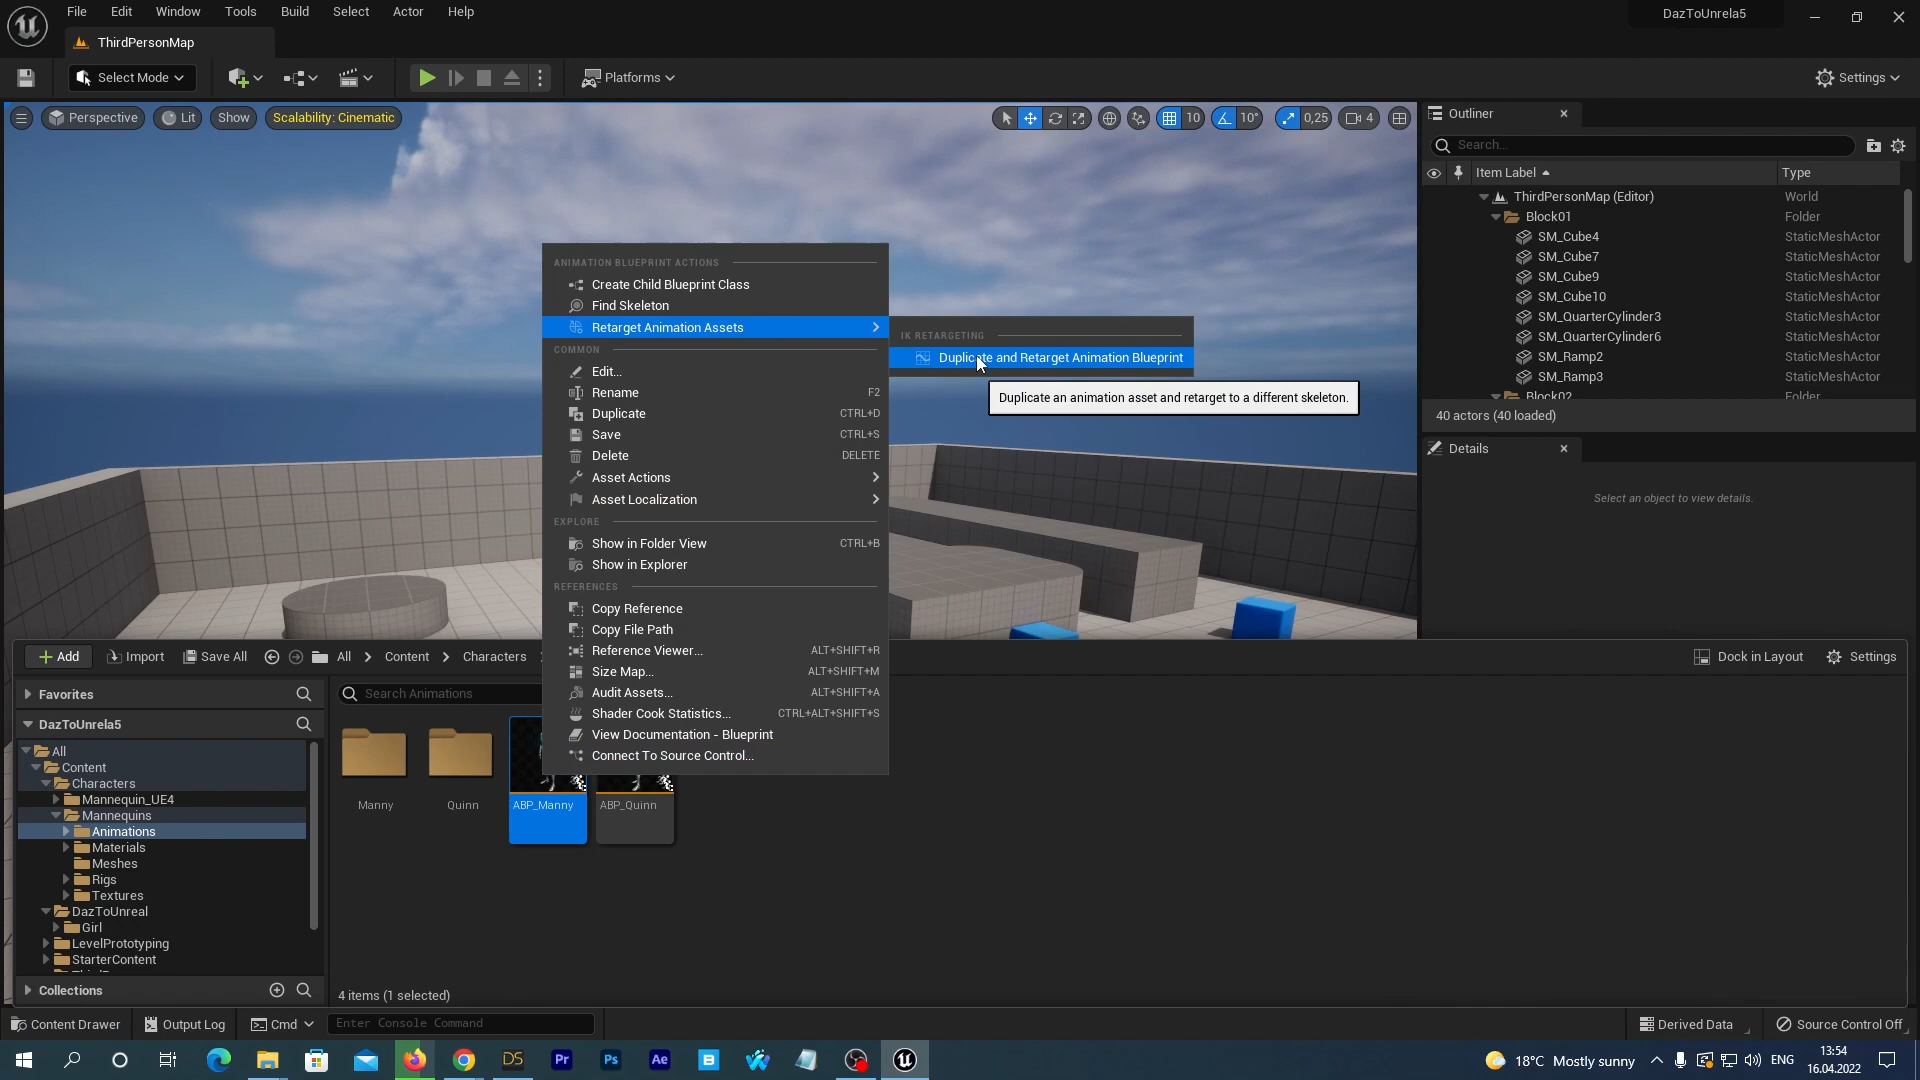 File Edit Window Tools Build Select Actor Help
DazToUnrela5
ThirdPersonMap
Select Mode
Platforms
Settings
Perspective Lit Show Scalability: Cinematic
10 10° 0,25 4
Outliner
Search...
Item Label Type
ThirdPersonMap (Editor) World
Block01 Folder
SM_Cube4 StaticMeshActor
SM_Cube7 StaticMeshActor
SM_Cube9 StaticMeshActor
SM_Cube10 StaticMeshActor
SM_QuarterCylinder3 StaticMeshActor
SM_QuarterCylinder6 StaticMeshActor
SM_Ramp2 StaticMeshActor
SM_Ramp3 StaticMeshActor
Block02 Folder
40 actors (40 loaded)
Details
Select an object to view details.
ANIMATION BLUEPRINT ACTIONS
Create Child Blueprint Class
Find Skeleton
Retarget Animation Assets
COMMON
Edit...
Rename F2
Duplicate CTRL+D
Save CTRL+S
Delete DELETE
Asset Actions
Asset Localization
EXPLORE
Show in Folder View CTRL+B
Show in Explorer
REFERENCES
Copy Reference
Copy File Path
Reference Viewer... ALT+SHIFT+R
Size Map... ALT+SHIFT+M
Audit Assets... ALT+SHIFT+A
Shader Cook Statistics... CTRL+ALT+SHIFT+S
View Documentation - Blueprint
Connect To Source Control...
IK RETARGETING
Duplicate and Retarget Animation Blueprint
Duplicate an animation asset and retarget to a different skeleton.
Add Import Save All All Content Characters
Dock in Layout Settings
Favorites
DazToUnrela5
All
Content
Characters
Mannequin_UE4
Mannequins
Animations
Materials
Meshes
Rigs
Textures
DazToUnreal
Girl
LevelPrototyping
StarterContent
Collections
Search Animations
Manny Quinn ABP_Manny ABP_Quinn
4 items (1 selected)
Content Drawer Output Log Cmd Enter Console Command
Derived Data Source Control Off
DS Pr Ps Ae B
18°C Mostly sunny ENG
13:54
16.04.2022